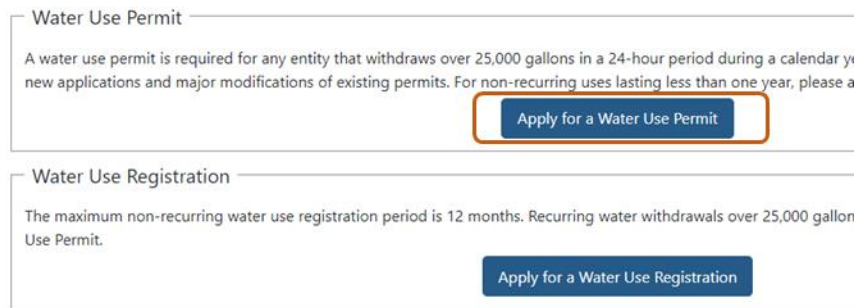 Water Use Permit
A water use permit is required for any entity that withdraws over 25,000 gallons in a 24-hour period during a calendar
new applications and major modifications of existing permits. For non-recurring uses lasting less than one year, please
Apply for a Water Use Permit
Water Use Registration
The maximum non-recurring water use registration period is 12 months. Recurring water withdrawals over 25,000
Use Permit.
Apply for a Water Use Registration